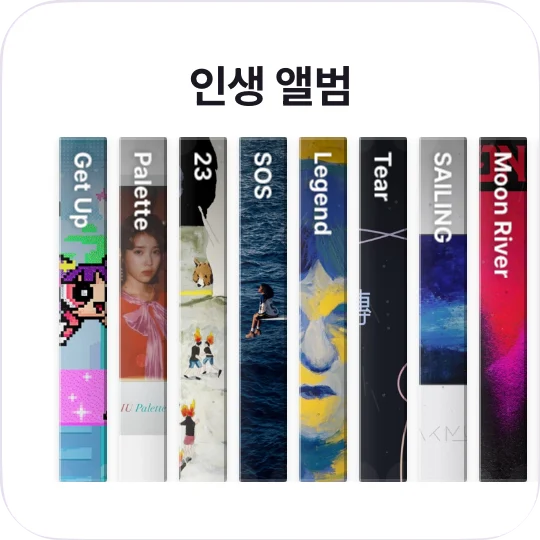 인생 앨범
Get Up
Palette
IU Palette
23
SOS
Legend
Tear
SAILING
Moon River